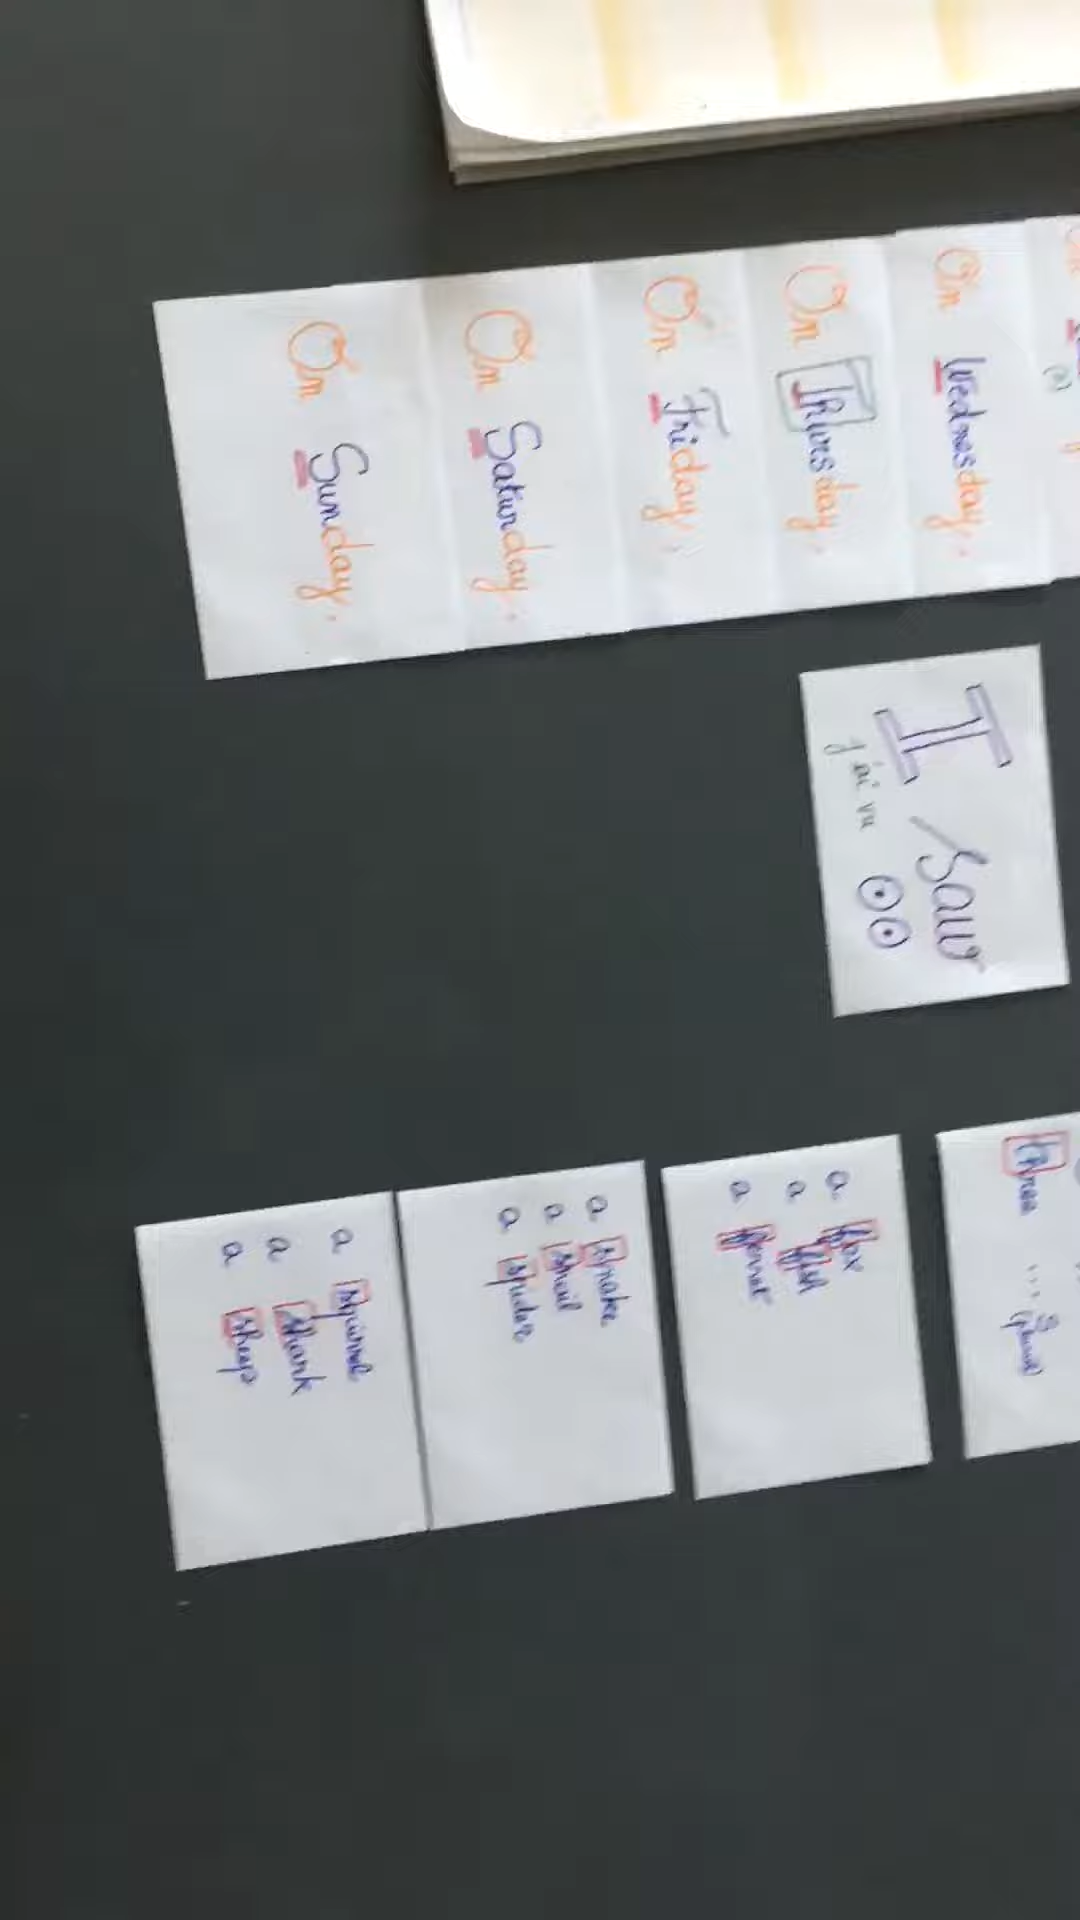 On Wednesday,
On Thursday,
On Friday,
On Saturday,
On Sunday,
I saw
j'ai vu
three ...
a fox
a fish
a ferret
a snake
a snail
a spider
a squirrel
a shark
a sheep